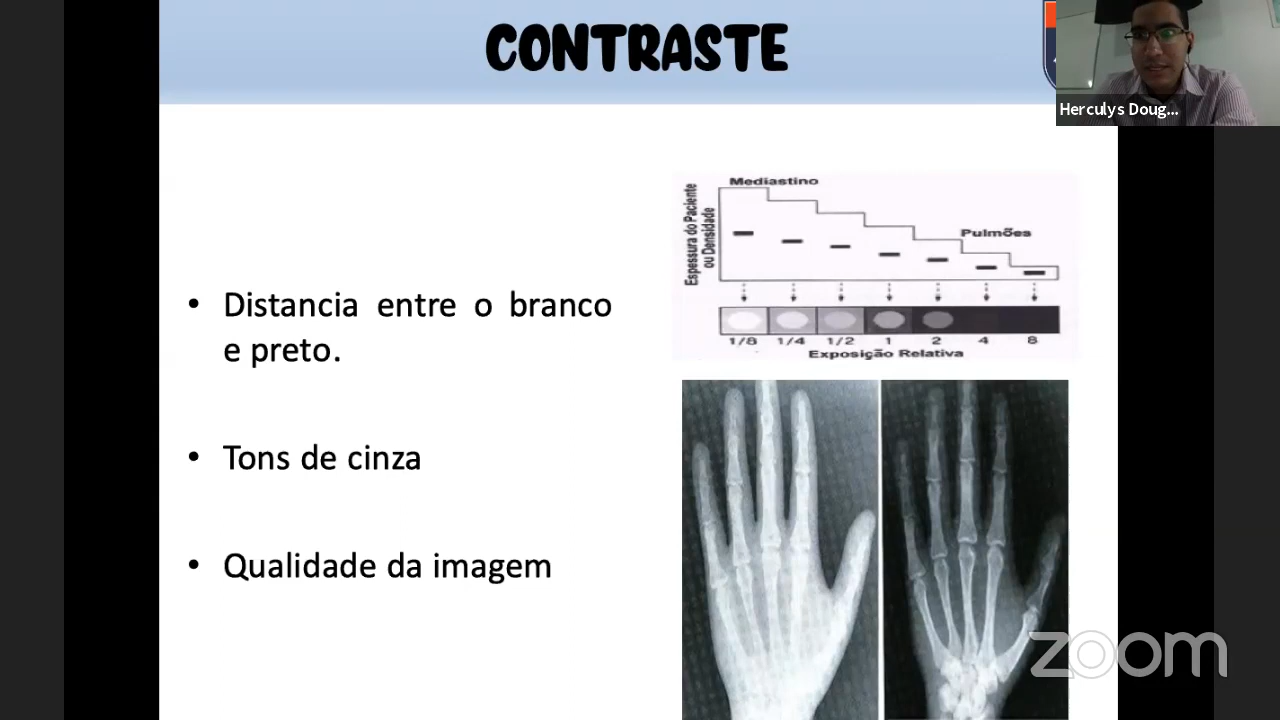 CONTRASTE
Herculys Doug...
• Distancia entre o branco
e preto.
• Tons de cinza
• Qualidade da imagem
Espessura do Paciente
ou Densidade
Mediastino
Pulmões
1/8 1/4 1/2 1 2 4 8
Exposição Relativa
zoom